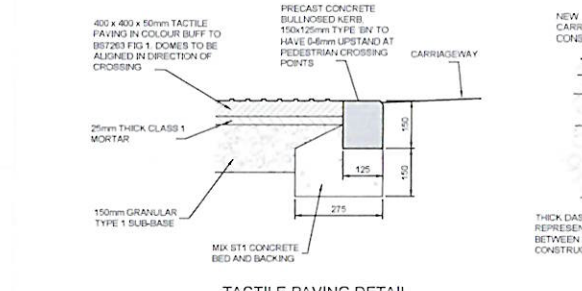 400 x 400 x 50mm TACTILE
PAVING IN COLOUR BUFF TO
BS7263 FIG 1. DOMES TO BE
ALIGNED IN DIRECTION OF
CROSSING
PRECAST CONCRETE
BULLNOSED KERB,
150x125mm TYPE 'BN' TO
HAVE 0-6mm UPSTAND AT
PEDESTRIAN CROSSING
POINTS
CARRIAGEWAY
25mm THICK CLASS 1
MORTAR
150
125
150
275
150mm GRANULAR
TYPE 1 SUB-BASE
MIX ST1 CONCRETE
BED AND BACKING
TACTILE PAVING DETAIL
NEW
CARR
CONS
THICK DAS
REPRESEN
BETWEEN
CONSTRUC